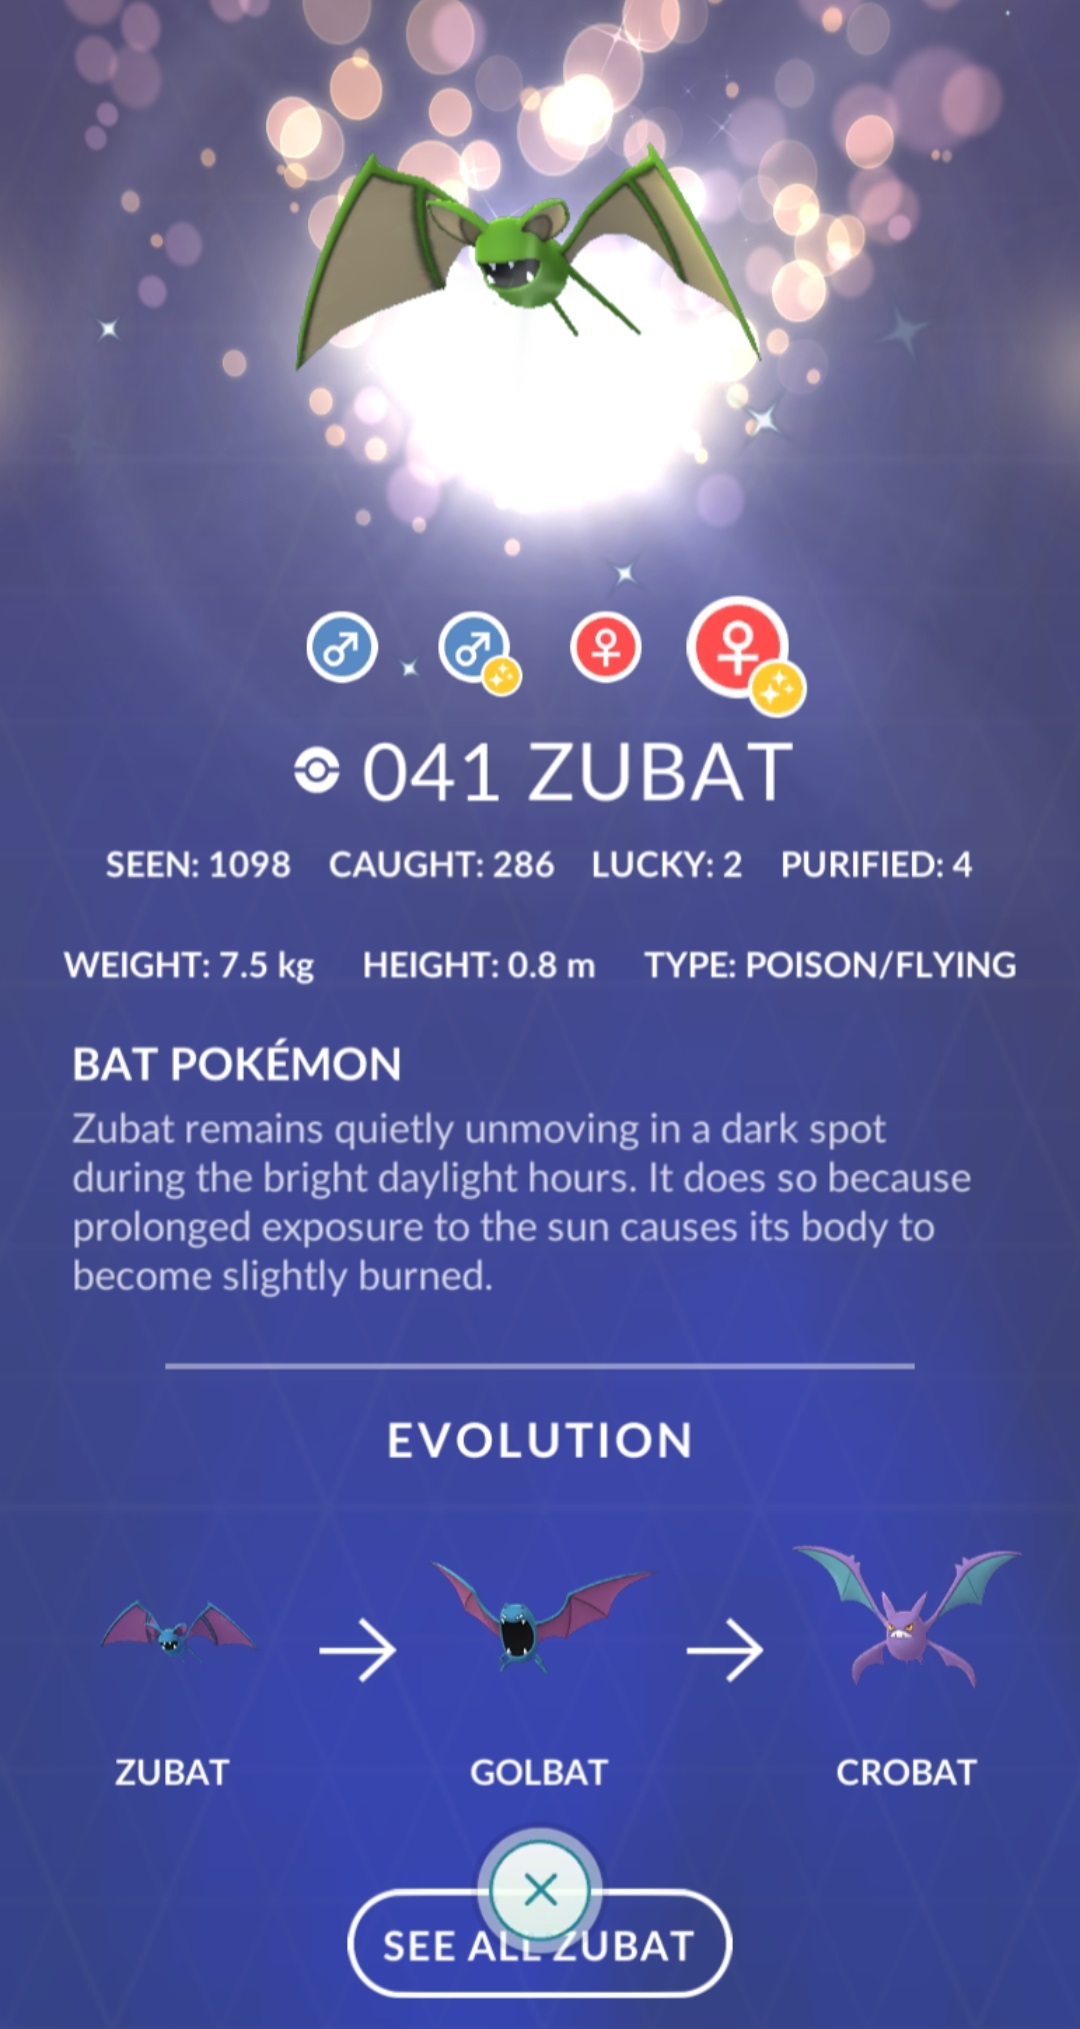 041 ZUBAT
SEEN: 1098 CAUGHT: 286 LUCKY: 2 PURIFIED: 4
WEIGHT: 7.5 kg HEIGHT: 0.8 m TYPE: POISON/FLYING
BAT POKÉMON
Zubat remains quietly unmoving in a dark spot
during the bright daylight hours. It does so because
prolonged exposure to the sun causes its body to
become slightly burned.
EVOLUTION
ZUBAT GOLBAT CROBAT
SEE ALL ZUBAT